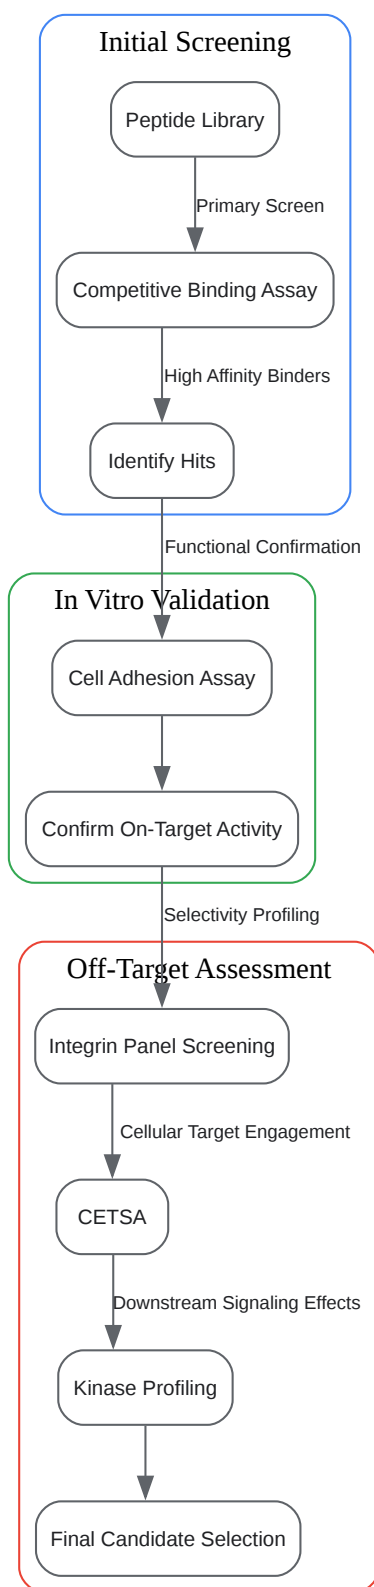 Initial Screening
Peptide Library
Primary Screen
Competitive Binding Assay
High Affinity Binders
Identify Hits
Functional Confirmation
In Vitro Validation
Cell Adhesion Assay
Confirm On-Target Activity
Selectivity Profiling
Off-Target Assessment
Integrin Panel Screening
Cellular Target Engagement
CETSA
Downstream Signaling Effects
Kinase Profiling
Final Candidate Selection